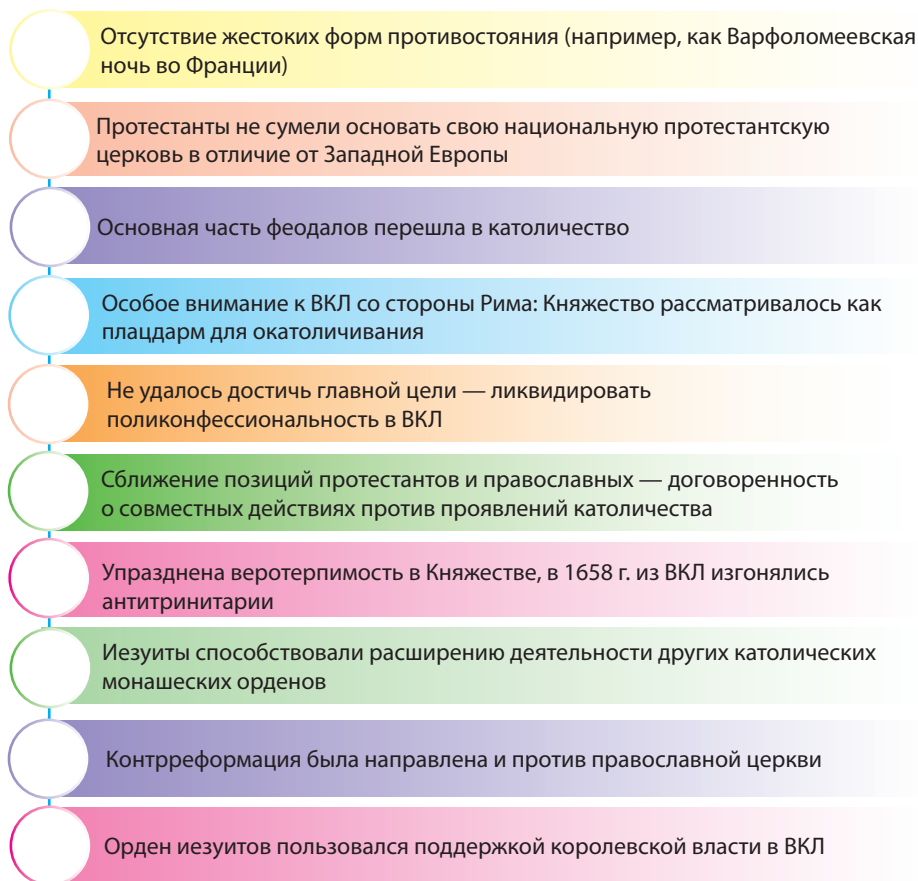 Отсутствие жестоких форм противостояния (например, как Варфоломеевская
ночь во Франции)
Протестанты не сумели основать свою национальную протестантскую
церковь в отличие от Западной Европы
Основная часть феодалов перешла в католичество
Особое внимание к ВКЛ со стороны Рима: Княжество рассматривалось как
плацдарм для окатоличивания
Не удалось достичь главной цели — ликвидировать
поликонфессиональность в ВКЛ
Сближение позиций протестантов и православных — договоренность
о совместных действиях против проявлений католичества
Упразднена веротерпимость в Княжестве, в 1658 г. из ВКЛ изгонялись
антитринитарии
Иезуиты способствовали расширению деятельности других католических
монашеских орденов
Контрреформация была направлена и против православной церкви
Орден иезуитов пользовался поддержкой королевской власти в ВКЛ